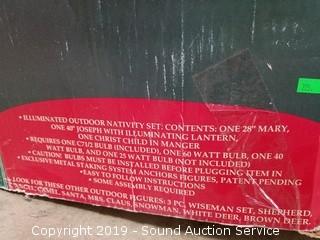 • ILLUMINATED OUTDOOR NATIVITY SET: CONTENTS: ONE 28" MARY,
ONE 40" JOSEPH WITH ILLUMINATING LANTERN,
ONE CHRIST CHILD IN MANGER
• REQUIRES ONE C71/2 BULB (INCLUDED), ONE 60 WATT BULB, ONE 40
WATT BULB, AND ONE 25 WATT BULB (NOT INCLUDED)
• CAUTION: BULBS MUST BE INSTALLED BEFORE PLUGGING ITEM IN
EXCLUSIVE METAL STAKING SYSTEM ANCHORS FIGURES, PATENT PENDING
• EASY TO FOLLOW INSTRUCTIONS
• SOME ASSEMBLY REQUIRED
LOOK FOR THESE OTHER OUTDOOR FIGURES: 3 PC. WISEMAN SET, SHEPHERD,
CAMEL, SANTA, MRS. CLAUS, SNOWMAN, WHITE DEER, BROWN DEER.
Copyright 2019 - Sound Auction Service